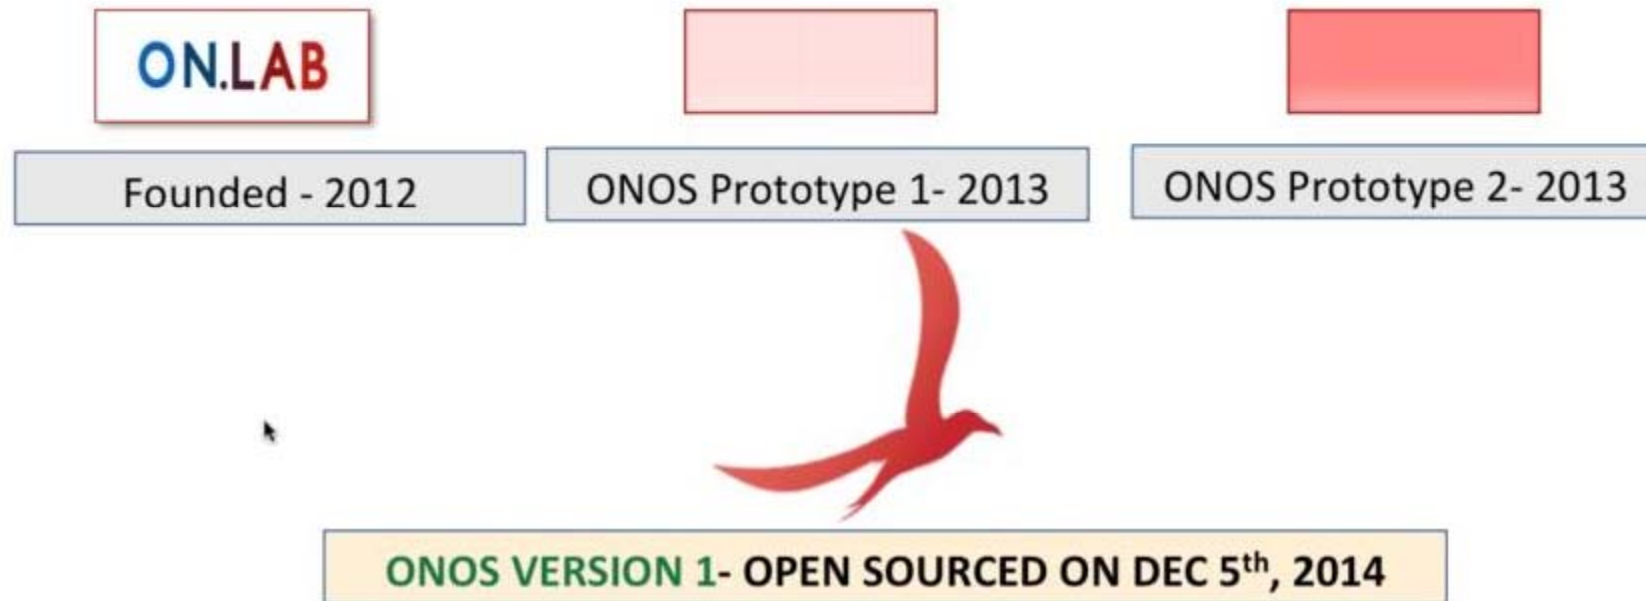 ON.LAB
Founded - 2012
ONOS Prototype 1- 2013
ONOS Prototype 2- 2013
ONOS VERSION 1- OPEN SOURCED ON DEC 5th, 2014